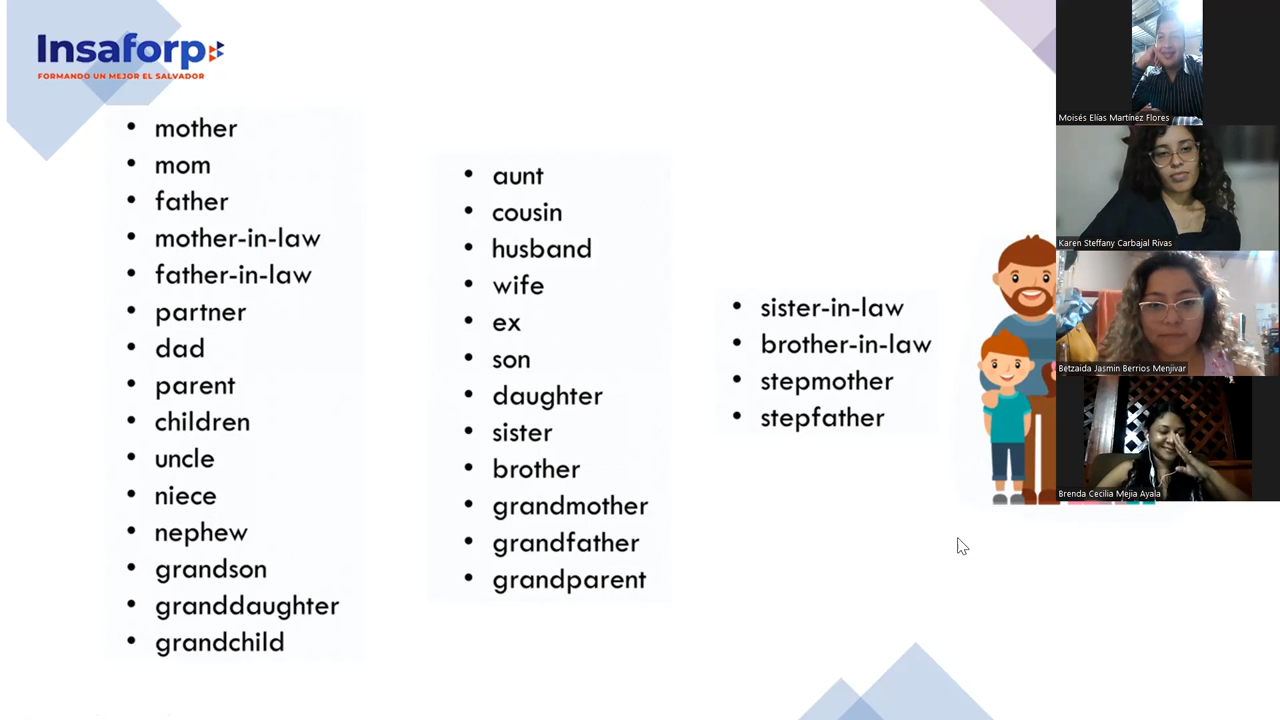 Insaforp
FORMANDO UN MEJOR EL SALVADOR
• mother
• mom
• father
• mother-in-law
• father-in-law
• partner
• dad
• parent
• children
• uncle
• niece
• nephew
• grandson
• granddaughter
• grandchild
• aunt
• cousin
• husband
• wife
• ex
• son
• daughter
• sister
• brother
• grandmother
• grandfather
• grandparent
• sister-in-law
• brother-in-law
• stepmother
• stepfather
Moisés Elías Martínez Flores
Karen Steffany Carbajal Rivas
Betzaida Jasmin Berrios Menjivar
Brenda Cecilia Mejia Ayala